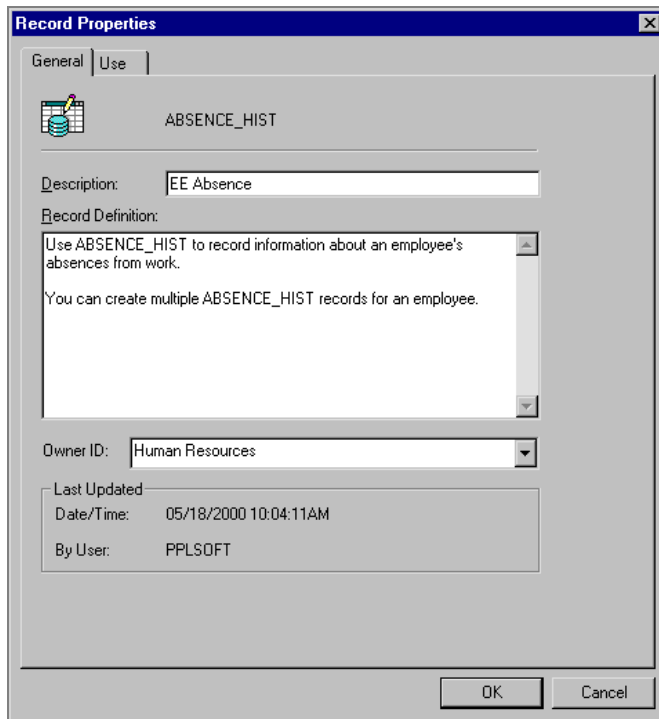 Record Properties
General
Use
ABSENCE_HIST
Description:
EE Absence
Record Definition:
Use ABSENCE_HIST to record information about an employee's
absences from work.
You can create multiple ABSENCE_HIST records for an employee.
Owner ID:
Human Resources
Last Updated
Date/Time:
05/18/2000 10:04:11AM
By User:
PPLSOFT
OK
Cancel